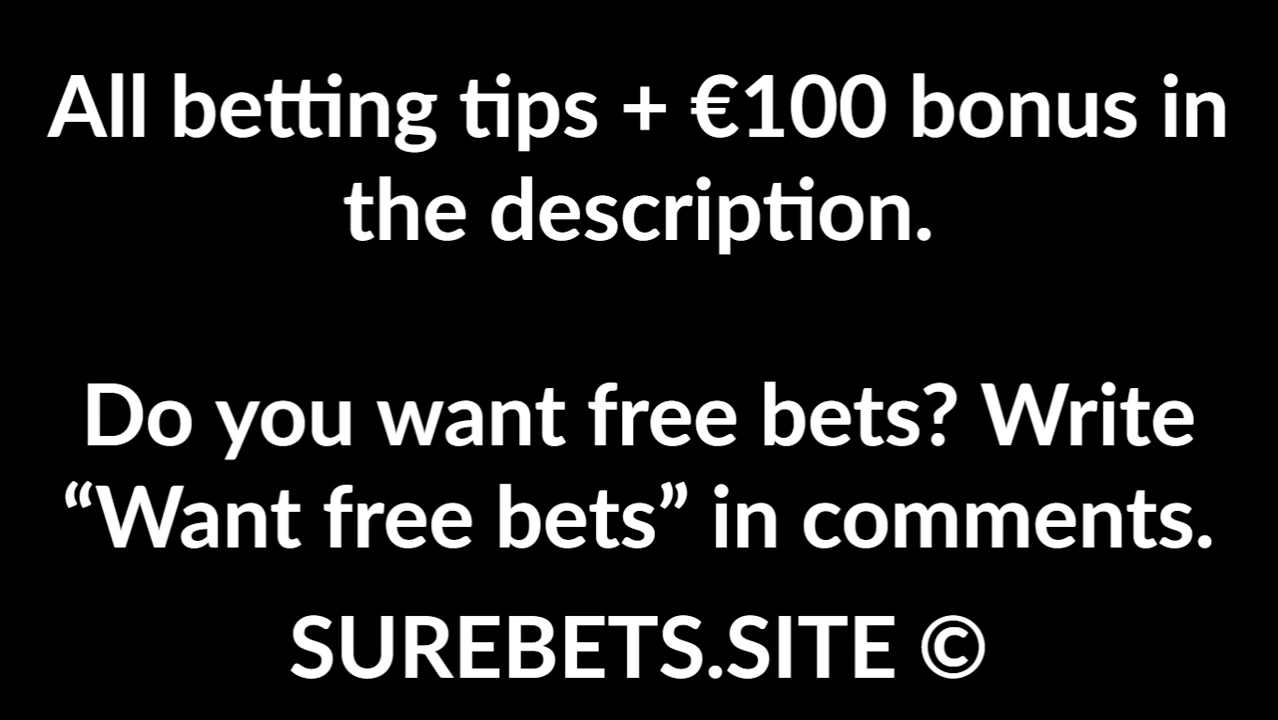 All betting tips + €100 bonus in
the description.
Do you want free bets? Write
“Want free bets” in comments.
SUREBETS.SITE ©